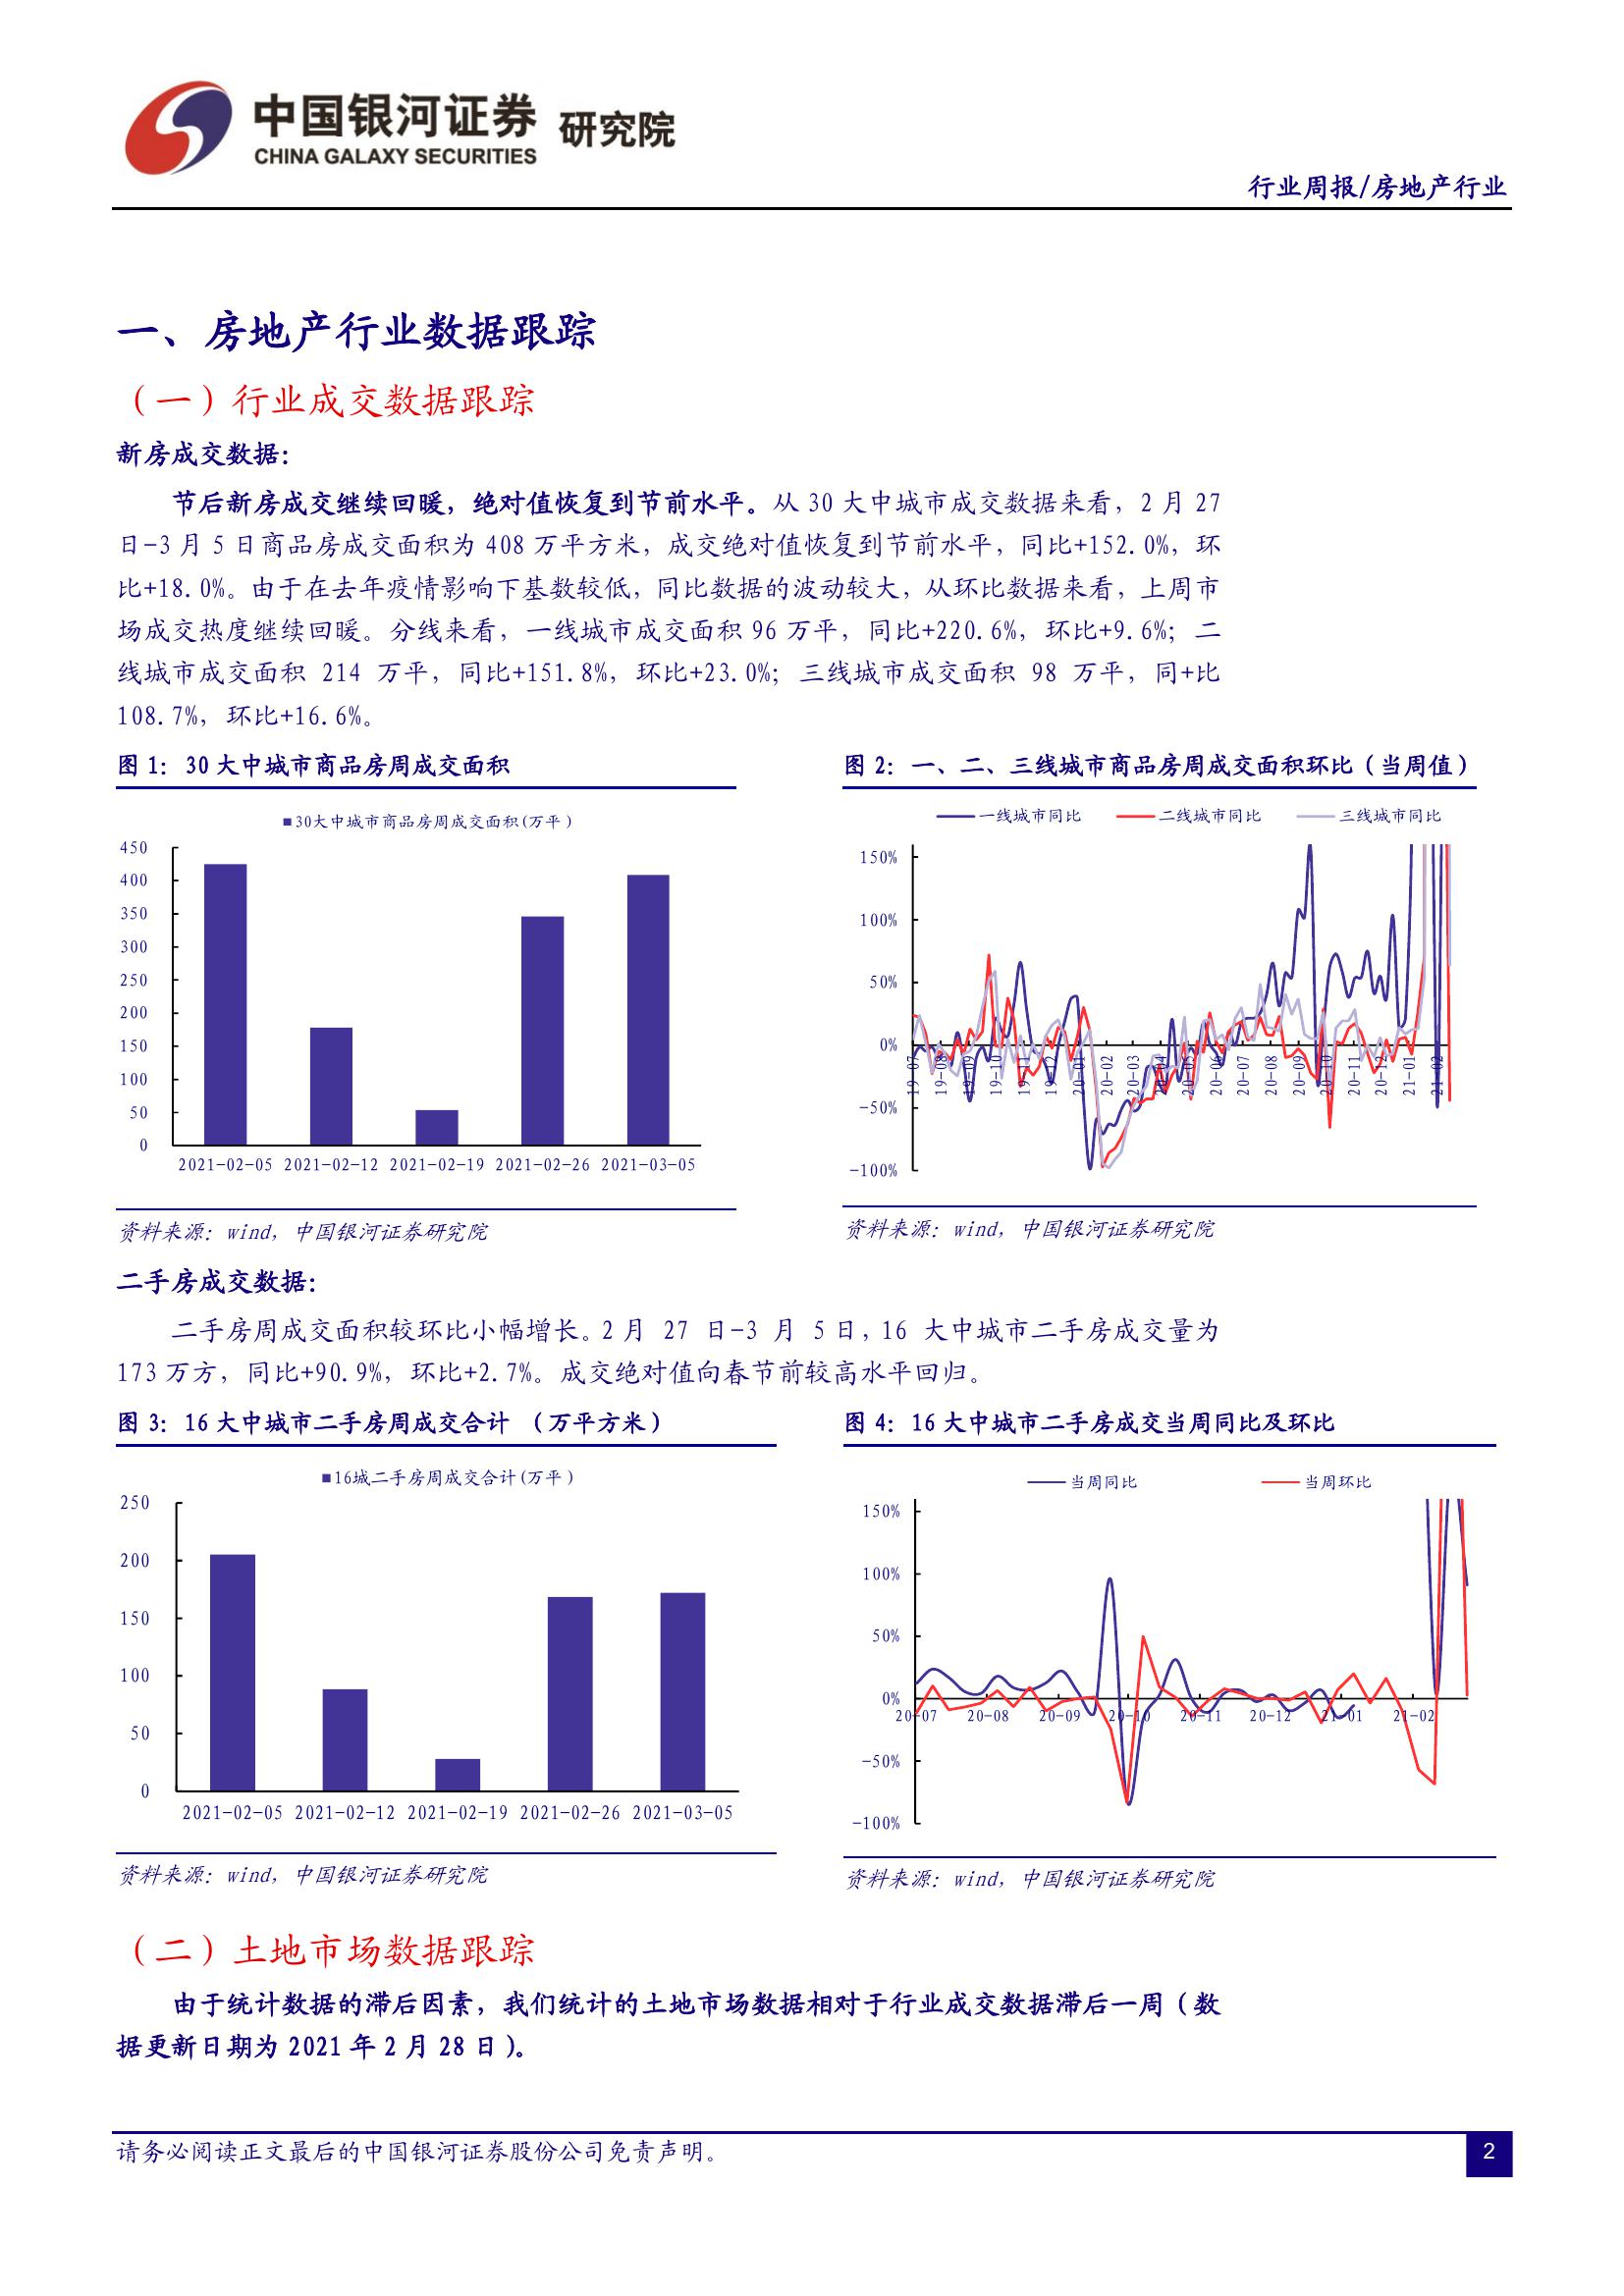 中国银河证券 研究院
CHINA GALAXY SECURITIES
行业周报/房地产行业
一、房地产行业数据跟踪
（一）行业成交数据跟踪
新房成交数据：
节后新房成交继续回暖，绝对值恢复到节前水平。从 30 大中城市成交数据来看，2 月 27
日-3 月 5 日商品房成交面积为 408 万平方米，成交绝对值恢复到节前水平，同比+152.0%，环
比+18.0%。由于在去年疫情影响下基数较低，同比数据的波动较大，从环比数据来看，上周市
场成交热度继续回暖。分线来看，一线城市成交面积 96 万平，同比+220.6%，环比+9.6%；二
线城市成交面积 214 万平，同比+151.8%，环比+23.0%；三线城市成交面积 98 万平，同+比
108.7%，环比+16.6%。
图 1：30 大中城市商品房周成交面积
30大中城市商品房周成交面积(万平)
450
400
350
300
250
200
150
100
50
0
2021-02-05 2021-02-12 2021-02-19 2021-02-26 2021-03-05
资料来源：wind，中国银河证券研究院
图 2：一、二、三线城市商品房周成交面积环比（当周值）
一线城市同比 二线城市同比 三线城市同比
150%
100%
50%
0%
-50%
-100%
19-07 19-08 19-09 19-10 19-11 19-12 20-01 20-02 20-03 20-04 20-05 20-06 20-07 20-08 20-09 20-10 20-11 20-12 21-01 21-02
资料来源：wind，中国银河证券研究院
二手房成交数据：
二手房周成交面积较环比小幅增长。2 月 27 日-3 月 5 日，16 大中城市二手房成交量为
173 万方，同比+90.9%，环比+2.7%。成交绝对值向春节前较高水平回归。
图 3：16 大中城市二手房周成交合计 （万平方米）
16城二手房周成交合计(万平)
250
200
150
100
50
0
2021-02-05 2021-02-12 2021-02-19 2021-02-26 2021-03-05
资料来源：wind，中国银河证券研究院
图 4：16 大中城市二手房成交当周同比及环比
当周同比 当周环比
150%
100%
50%
0%
-50%
-100%
20-07 20-08 20-09 20-10 20-11 20-12 21-01 21-02
资料来源：wind，中国银河证券研究院
（二）土地市场数据跟踪
由于统计数据的滞后因素，我们统计的土地市场数据相对于行业成交数据滞后一周（数
据更新日期为 2021 年 2 月 28 日）。
请务必阅读正文最后的中国银河证券股份公司免责声明。
2